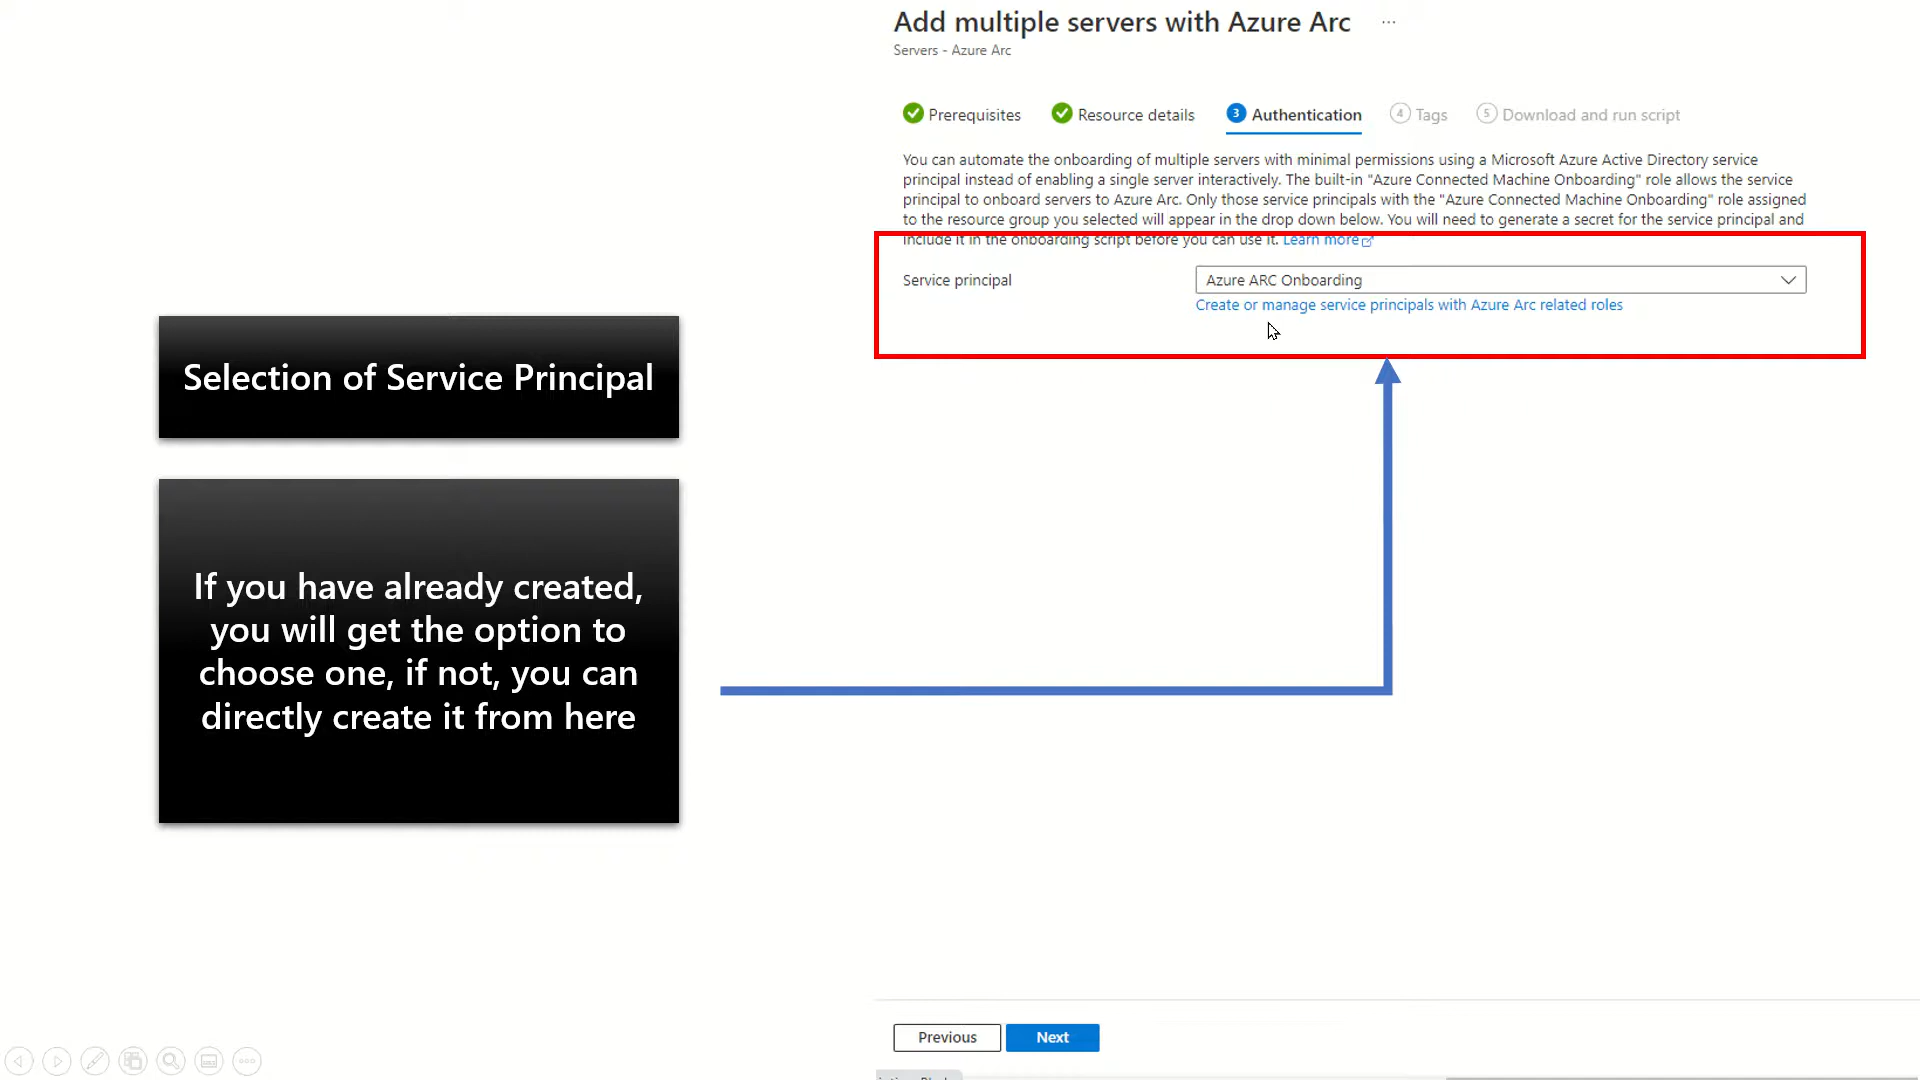 Add multiple servers with Azure Arc ...
Servers - Azure Arc
Prerequisites
Resource details
3 Authentication
4 Tags
5 Download and run script
You can automate the onboarding of multiple servers with minimal permissions using a Microsoft Azure Active Directory service
principal instead of enabling a single server interactively. The built-in "Azure Connected Machine Onboarding" role allows the service
principal to onboard servers to Azure Arc. Only those service principals with the "Azure Connected Machine Onboarding" role assigned
to the resource group you selected will appear in the drop down below. You will need to generate a secret for the service principal and
include it in the onboarding script before you can use it. Learn more
Service principal
Azure ARC Onboarding
Create or manage service principals with Azure Arc related roles
Selection of Service Principal
If you have already created,
you will get the option to
choose one, if not, you can
directly create it from here
Previous
Next